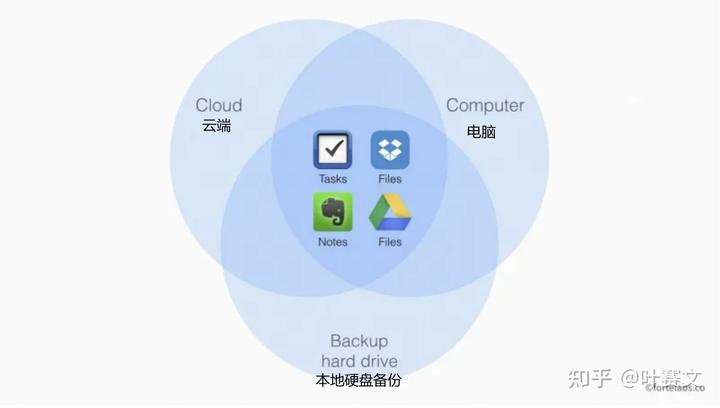 Cloud
云端
Computer
电脑
Tasks
Files
Notes
Files
Backup
hard drive
本地硬盘备份
知乎 @叶赛文
©fortelabs.co